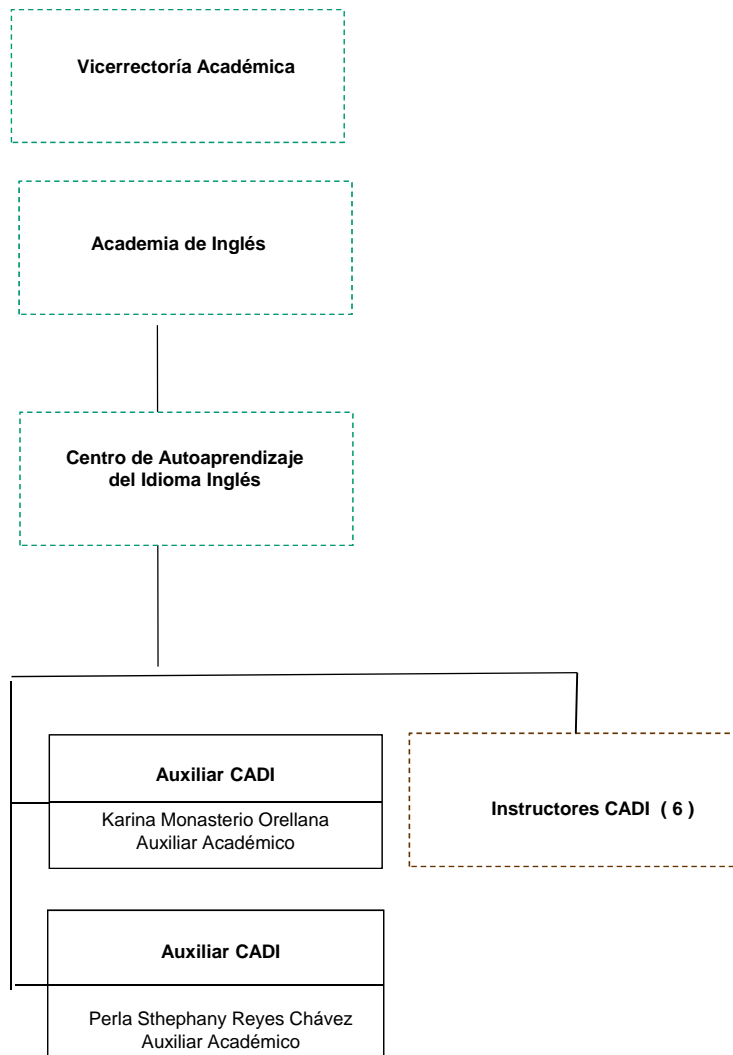 Vicerrectoría Académica
Academia de Inglés
Centro de Autoaprendizaje
del Idioma Inglés
Auxiliar CADI
Karina Monasterio Orellana
Auxiliar Académico
Instructores CADI ( 6 )
Auxiliar CADI
Perla Sthephany Reyes Chávez
Auxiliar Académico